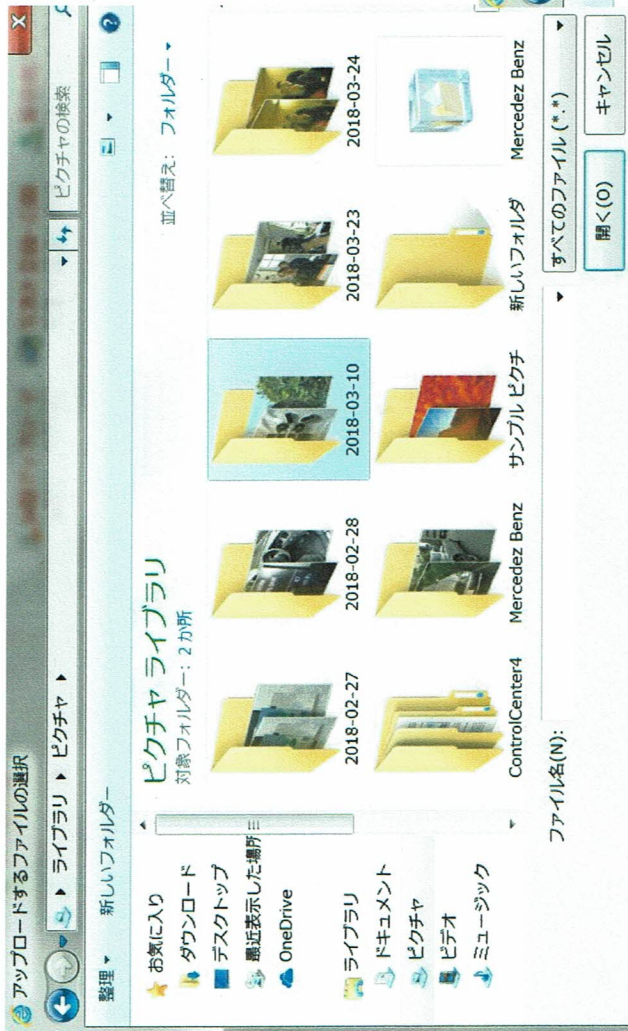 アップロードするファイルの選択
ライブラリ ▶ ピクチャ ▶
ピクチャの検索
整理 ▼ 新しいフォルダー
お気に入り
ダウンロード
デスクトップ
最近表示した場所
OneDrive
ライブラリ
ドキュメント
ピクチャ
ビデオ
ミュージック
ピクチャ ライブラリ
対象フォルダー: 2 か所
並べ替え: フォルダー ▼
2018-02-27
2018-02-28
2018-03-10
2018-03-23
2018-03-24
ControlCenter4
Mercedez Benz
サンプル ピクチ
新しいフォルダ
Mercedez Benz
ファイル名(N):
すべてのファイル (*.*)
開く(O)
キャンセル